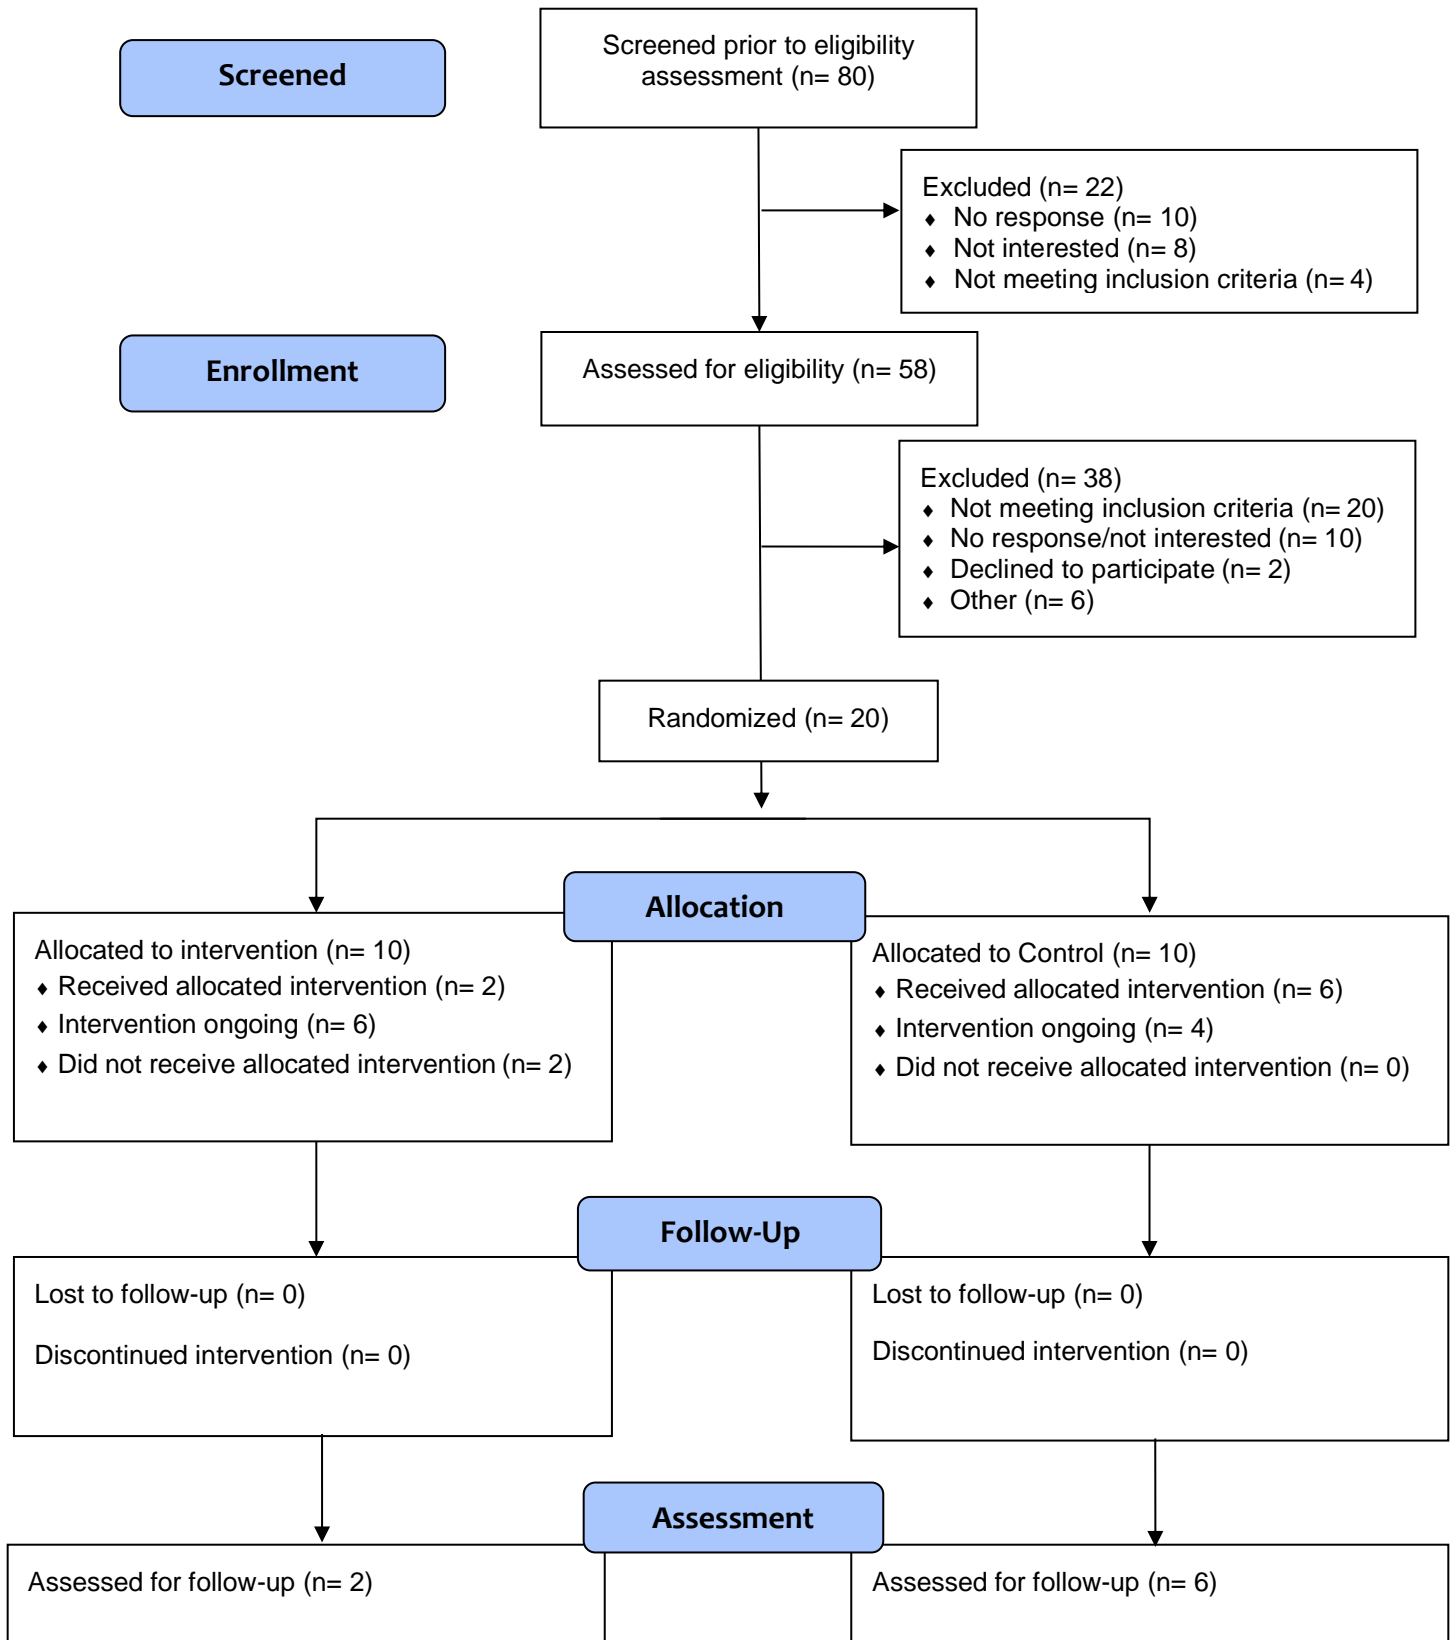 Screened
Screened prior to eligibility
assessment (n= 80)
Excluded (n= 22)
♦ No response (n= 10)
♦ Not interested (n= 8)
♦ Not meeting inclusion criteria (n= 4)
Enrollment
Assessed for eligibility (n= 58)
Excluded (n= 38)
♦ Not meeting inclusion criteria (n= 20)
♦ No response/not interested (n= 10)
♦ Declined to participate (n= 2)
♦ Other (n= 6)
Randomized (n= 20)
Allocation
Allocated to intervention (n= 10)
♦ Received allocated intervention (n= 2)
♦ Intervention ongoing (n= 6)
♦ Did not receive allocated intervention (n= 2)
Allocated to Control (n= 10)
♦ Received allocated intervention (n= 6)
♦ Intervention ongoing (n= 4)
♦ Did not receive allocated intervention (n= 0)
Follow-Up
Lost to follow-up (n= 0)
Discontinued intervention (n= 0)
Lost to follow-up (n= 0)
Discontinued intervention (n= 0)
Assessment
Assessed for follow-up (n= 2)
Assessed for follow-up (n= 6)